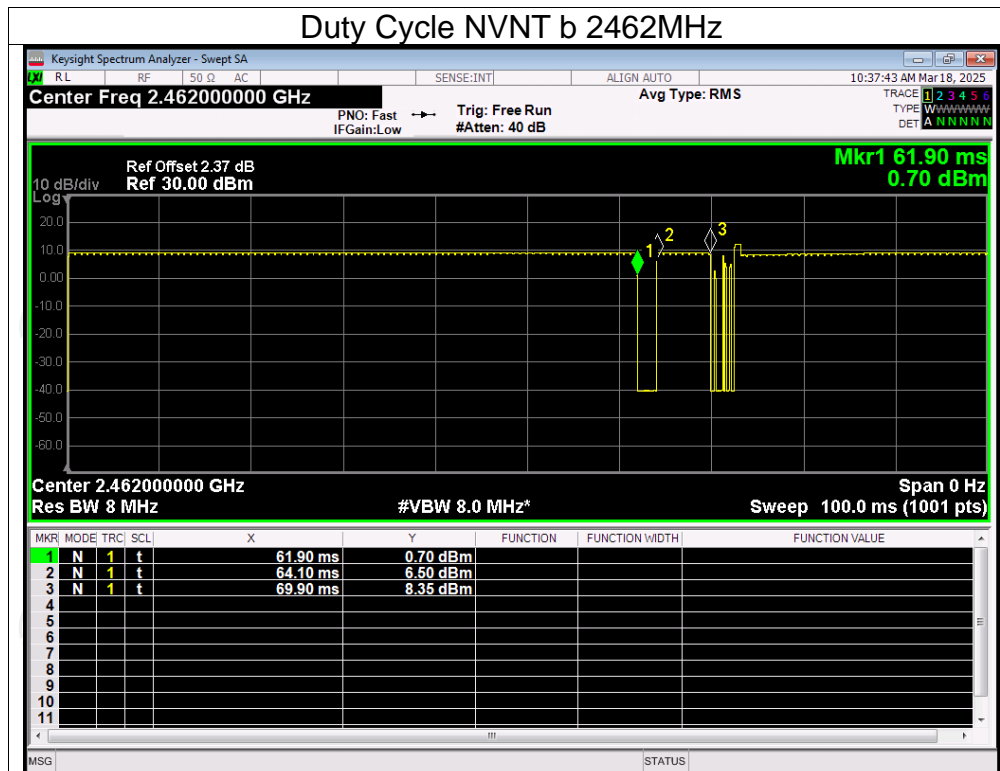 Duty Cycle NVNT b 2462MHz
Keysight Spectrum Analyzer - Swept SA
LXI RL RF 50 Ω AC SENSE:INT ALIGN AUTO 10:37:43 AM Mar 18, 2025
Center Freq 2.462000000 GHz Avg Type: RMS TRACE 1 2 3 4 5 6
PNO: Fast Trig: Free Run TYPE WWWWWW
IFGain:Low #Atten: 40 dB DET A N N N N N
Mkr1 61.90 ms
Ref Offset 2.37 dB 0.70 dBm
10 dB/div Ref 30.00 dBm
Log
20.0
10.0
0.00
-10.0
-20.0
-30.0
-40.0
-50.0
-60.0
1 2 3
Center 2.462000000 GHz Span 0 Hz
Res BW 8 MHz #VBW 8.0 MHz* Sweep 100.0 ms (1001 pts)
MKR MODE TRC SCL X Y FUNCTION FUNCTION WIDTH FUNCTION VALUE
1 N 1 t 61.90 ms 0.70 dBm
2 N 1 t 64.10 ms 6.50 dBm
3 N 1 t 69.90 ms 8.35 dBm
4
5
6
7
8
9
10
11
MSG STATUS